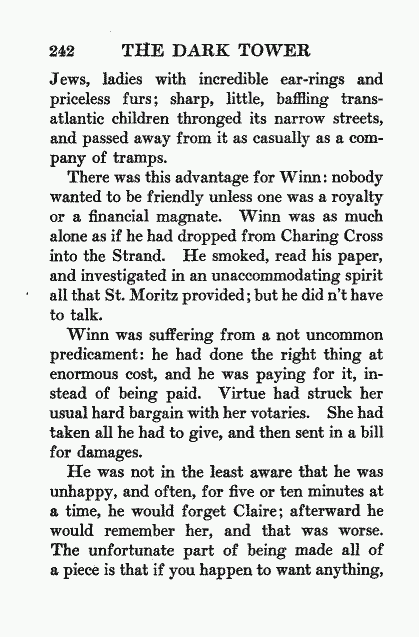 242 THE DARK TOWER
Jews, ladies with incredible ear-rings and
priceless furs; sharp, little, baffling trans-
atlantic children thronged its narrow streets,
and passed away from it as casually as a com-
pany of tramps.
There was this advantage for Winn: nobody
wanted to be friendly unless one was a royalty
or a financial magnate. Winn was as much
alone as if he had dropped from Charing Cross
into the Strand. He smoked, read his paper,
and investigated in an unaccommodating spirit
all that St. Moritz provided; but he did n't have
to talk.
Winn was suffering from a not uncommon
predicament: he had done the right thing at
enormous cost, and he was paying for it, in-
stead of being paid. Virtue had struck her
usual hard bargain with her votaries. She had
taken all he had to give, and then sent in a bill
for damages.
He was not in the least aware that he was
unhappy, and often, for five or ten minutes at
a time, he would forget Claire; afterward he
would remember her, and that was worse.
The unfortunate part of being made all of
a piece is that if you happen to want anything,